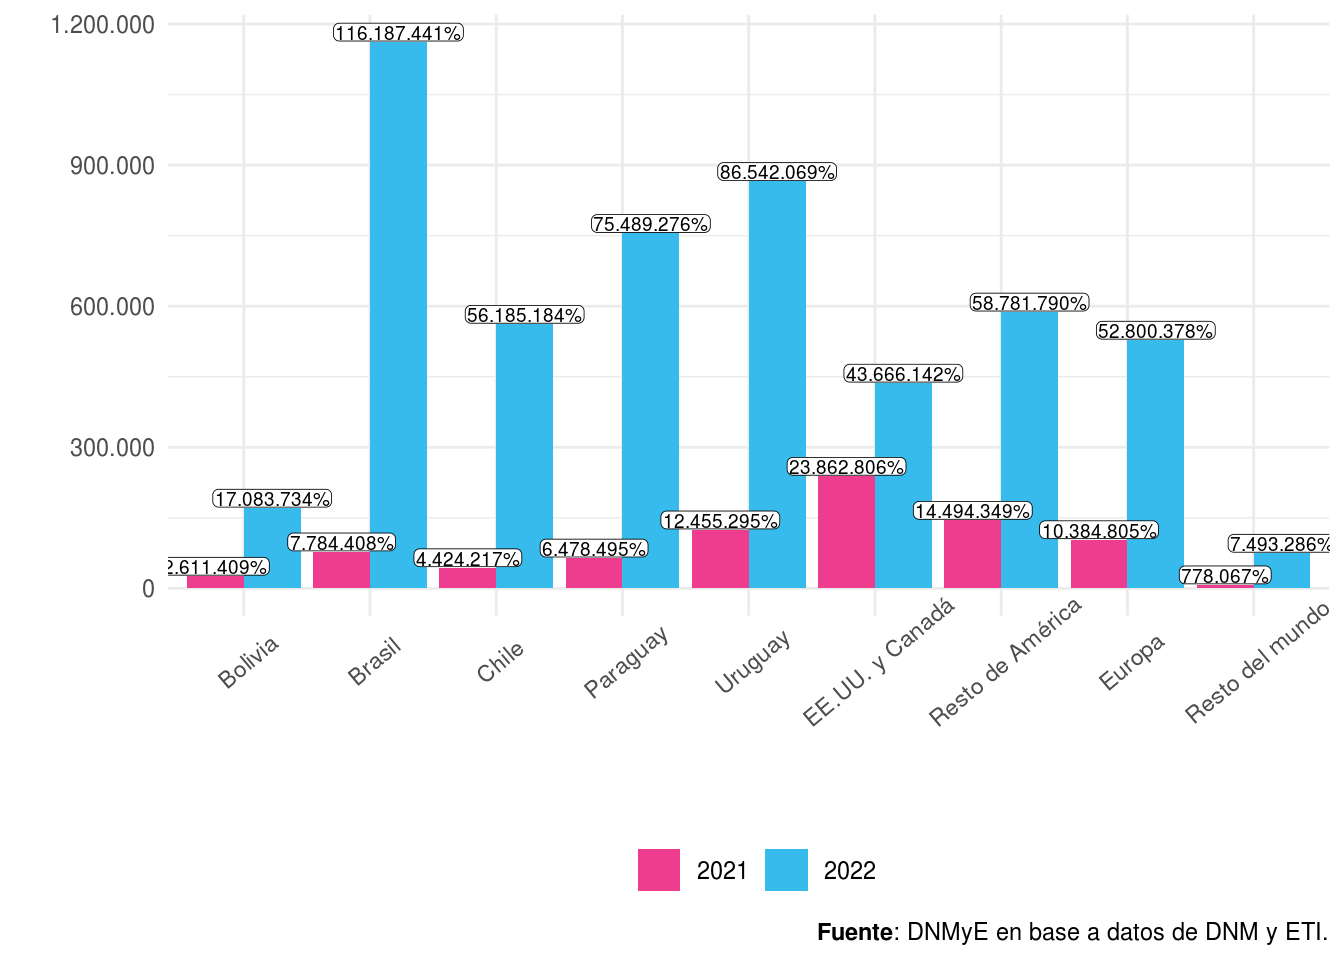 1.200.000
900.000
600.000
300.000
0
116.187.441%
86.542.069%
75.489.276%
58.781.790%
56.185.184%
52.800.378%
43.666.142%
23.862.806%
17.083.734%
14.494.349%
12.455.295%
10.384.805%
7.784.408%
7.493.286%
6.478.495%
4.424.217%
2.611.409%
778.067%
Bolivia
Brasil
Chile
Paraguay
Uruguay
EE.UU. y Canadá
Resto de América
Europa
Resto del mundo
2021
2022
Fuente: DNMyE en base a datos de DNM y ETI.